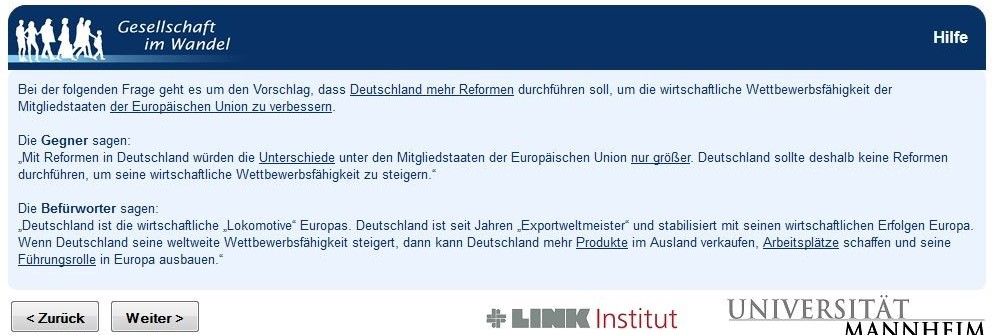 Gesellschaft
im Wandel
Hilfe
Bei der folgenden Frage geht es um den Vorschlag, dass Deutschland mehr Reformen durchführen soll, um die wirtschaftliche Wettbewerbsfähigkeit der
Mitgliedstaaten der Europäischen Union zu verbessern.
Die Gegner sagen:
„Mit Reformen in Deutschland würden die Unterschiede unter den Mitgliedstaaten der Europäischen Union nur größer. Deutschland sollte deshalb keine Reformen
durchführen, um seine wirtschaftliche Wettbewerbsfähigkeit zu steigern.“
Die Befürworter sagen:
„Deutschland ist die wirtschaftliche „Lokomotive“ Europas. Deutschland ist seit Jahren „Exportweltmeister“ und stabilisiert mit seinen wirtschaftlichen Erfolgen Europa.
Wenn Deutschland seine weltweite Wettbewerbsfähigkeit steigert, dann kann Deutschland mehr Produkte im Ausland verkaufen, Arbeitsplätze schaffen und seine
Führungsrolle in Europa ausbauen.“
< Zurück Weiter > LINK Institut UNIVERSITÄT
MANNHEIM